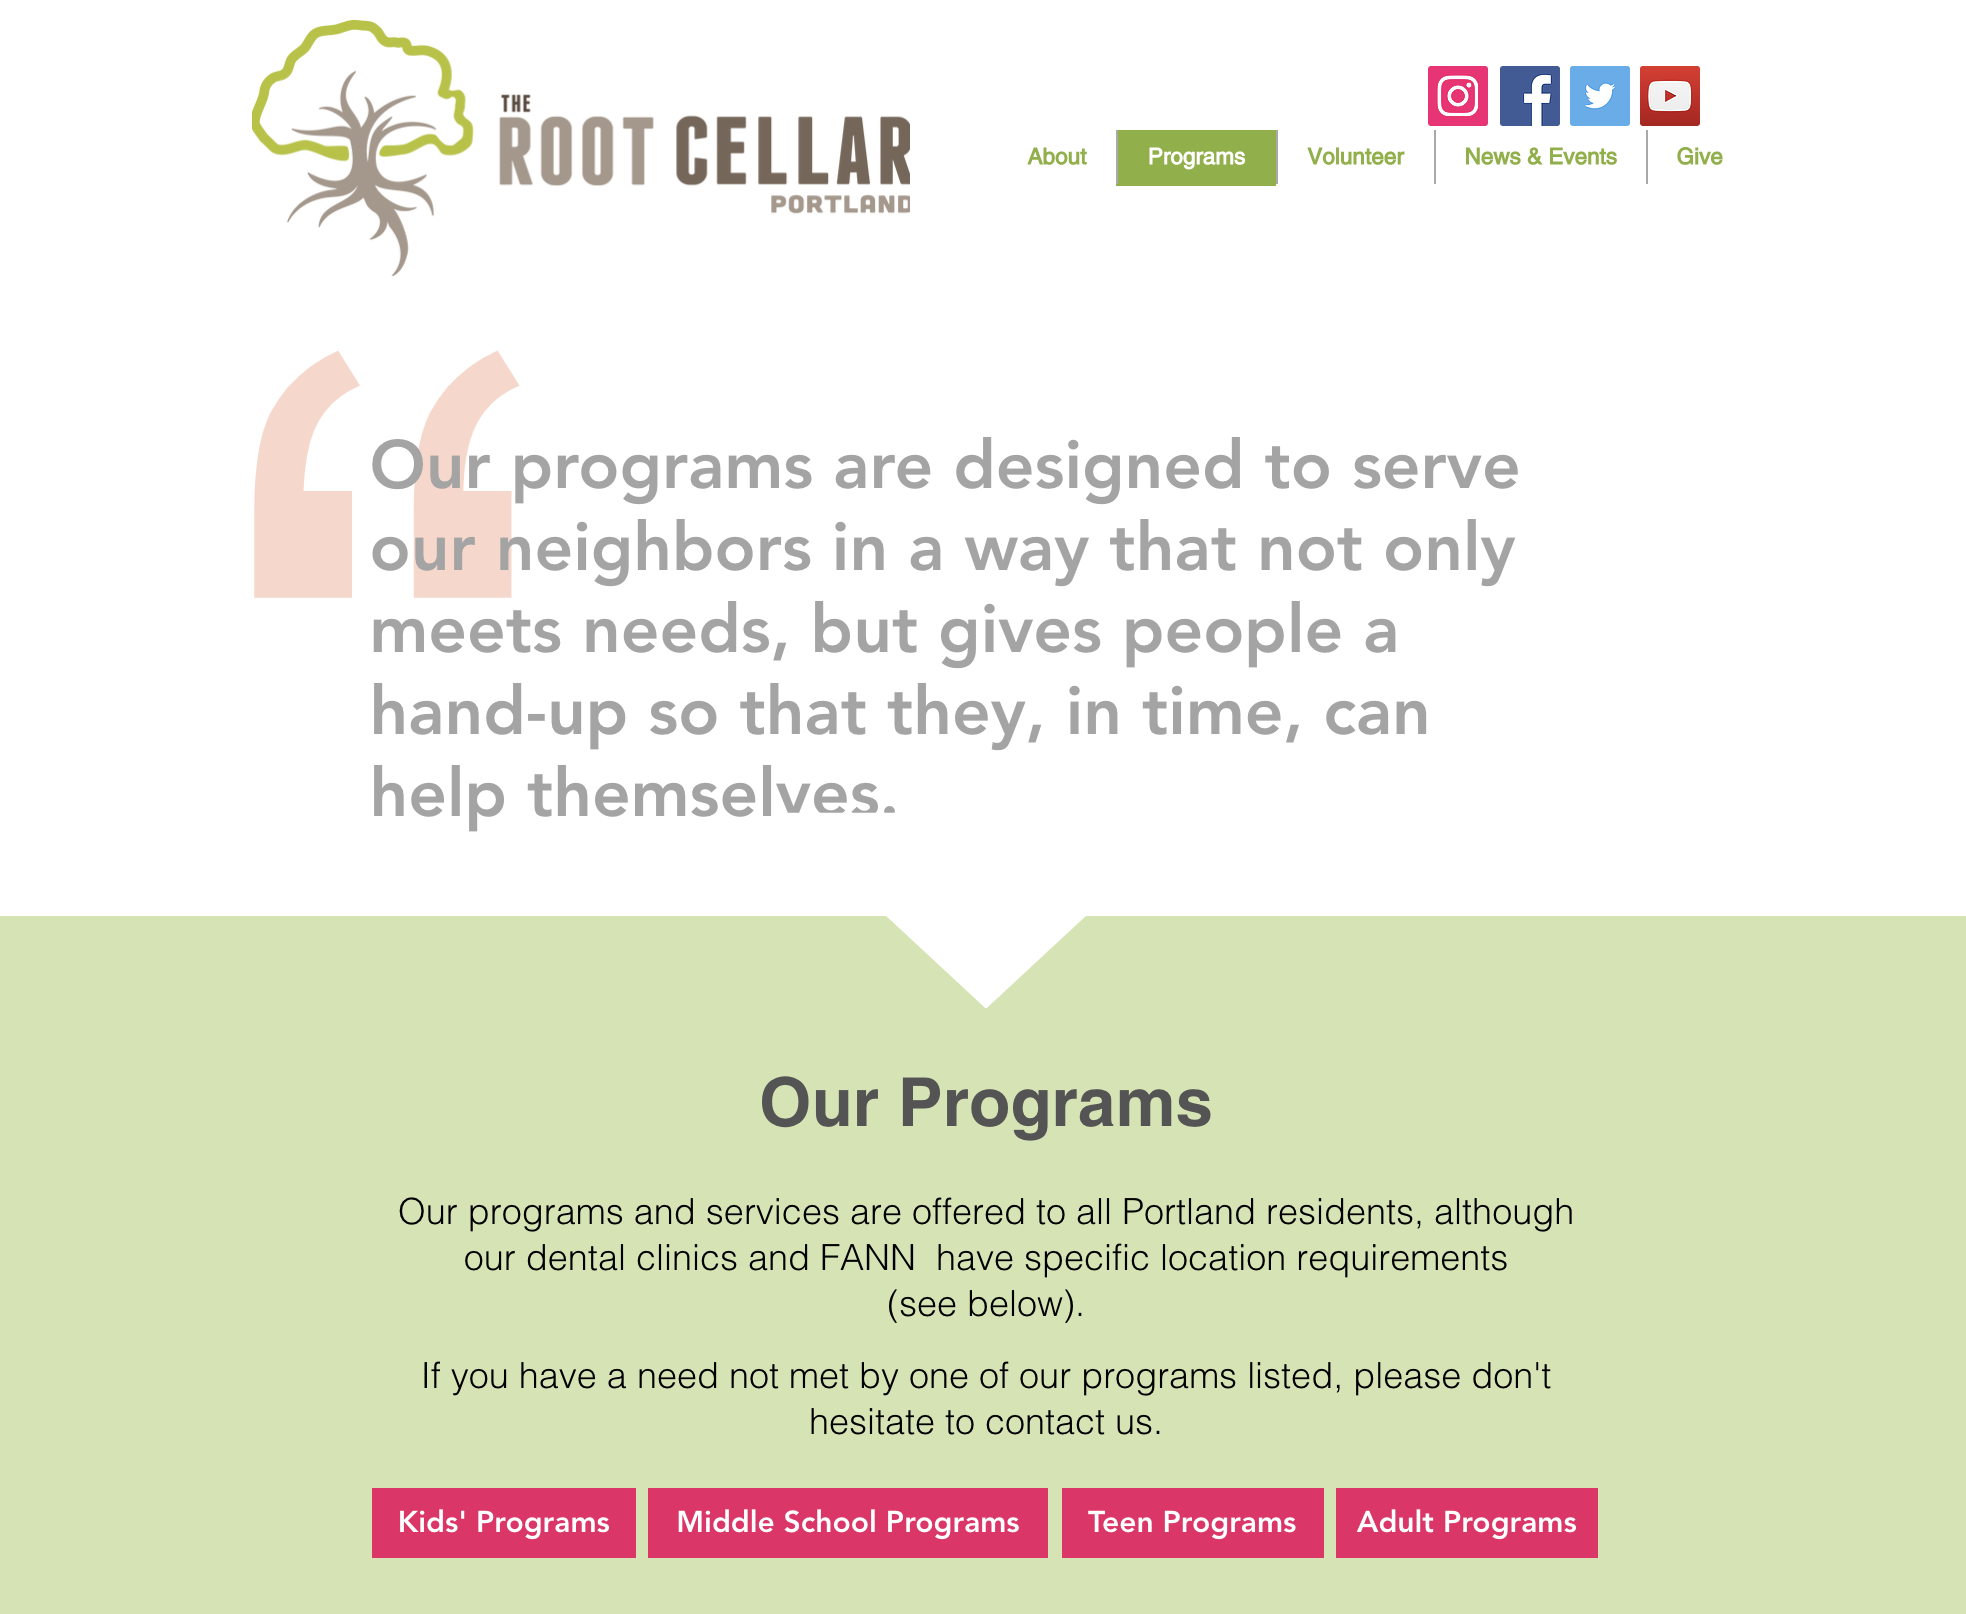 THE
ROOT CELLAR
PORTLAND
About
Programs
Volunteer
News & Events
Give
“
Our programs are designed to serve
our neighbors in a way that not only
meets needs, but gives people a
hand-up so that they, in time, can
help themselves.
Our Programs
Our programs and services are offered to all Portland residents, although
our dental clinics and FANN  have specific location requirements
(see below).
If you have a need not met by one of our programs listed, please don't
hesitate to contact us.
Kids' Programs
Middle School Programs
Teen Programs
Adult Programs